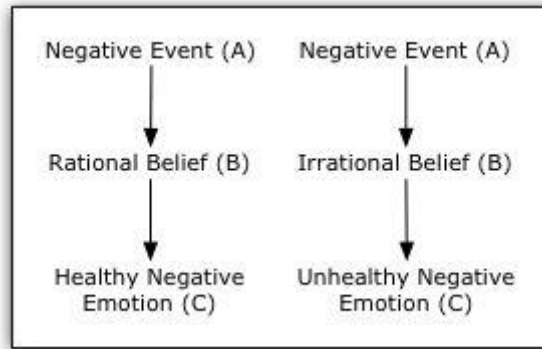 Negative Event (A)
Rational Belief (B)
Healthy Negative
Emotion (C)
Negative Event (A)
Irrational Belief (B)
Unhealthy Negative
Emotion (C)